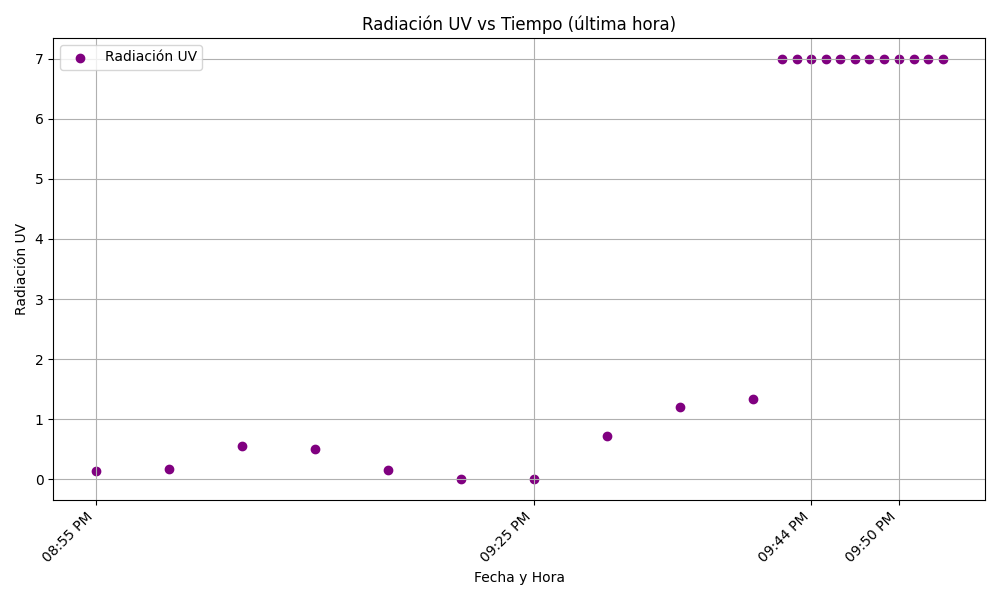 Radiación UV vs Tiempo (última hora)
Radiación UV
7
6
5
4
3
2
1
0
Radiación UV
08:55 PM
09:25 PM
09:44 PM
09:50 PM
Fecha y Hora